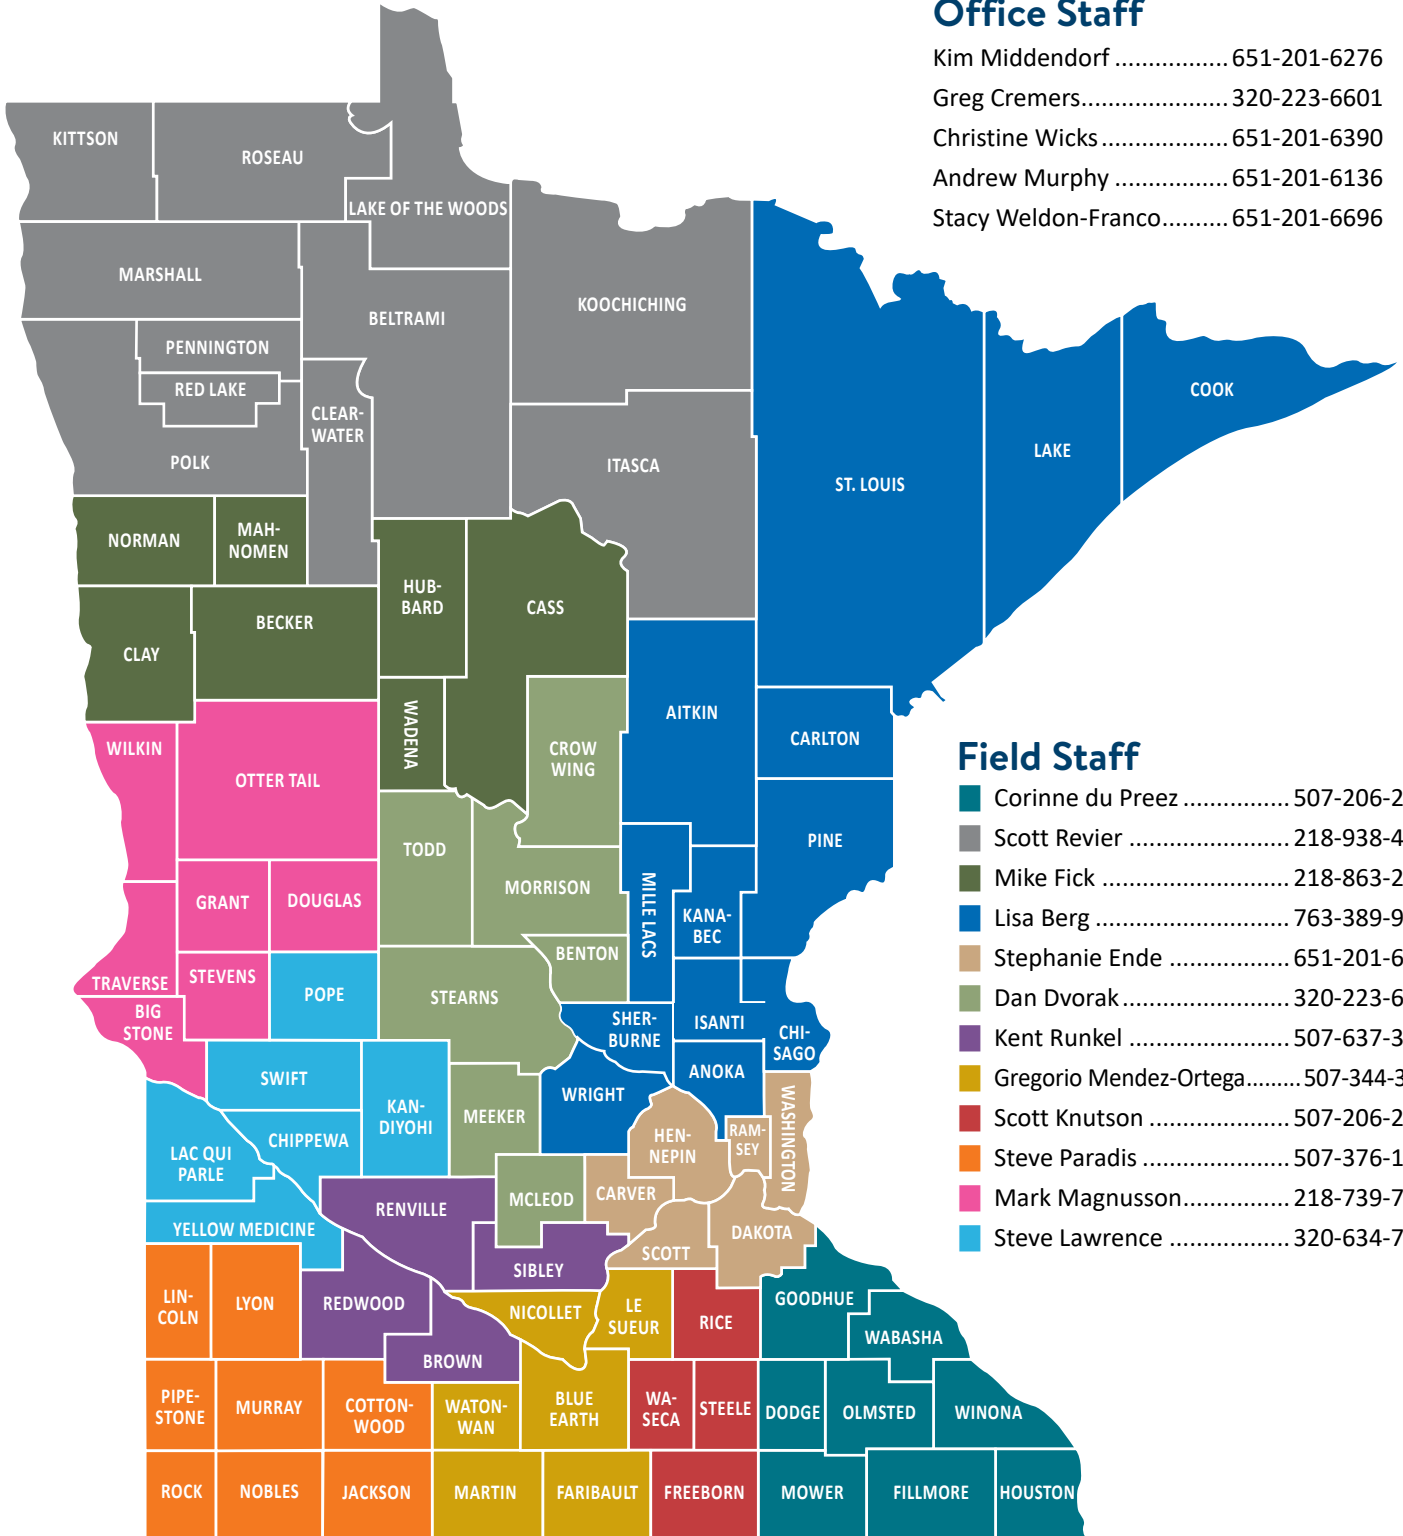 Office Staff
Kim Middendorf ................ 651-201-6276
Greg Cremers...................... 320-223-6601
Christine Wicks ................... 651-201-6390
Andrew Murphy ................. 651-201-6136
Stacy Weldon-Franco.......... 651-201-6696
KITTSON
ROSEAU
LAKE OF THE WOODS
MARSHALL
KOOCHICHING
BELTRAMI
PENNINGTON
RED LAKE
CLEAR-
WATER
POLK
ITASCA
ST. LOUIS
LAKE
COOK
NORMAN
MAH-
NOMEN
HUB-
BARD
CASS
BECKER
CLAY
WADENA
CROW
WING
AITKIN
CARLTON
WILKIN
OTTER TAIL
TODD
MORRISON
PINE
MILLE LACS
KANA-
BEC
GRANT
DOUGLAS
BENTON
TRAVERSE
STEVENS
POPE
STEARNS
BIG
STONE
SHER-
BURNE
ISANTI
CHI-
SAGO
SWIFT
KAN-
DIYOHI
MEEKER
WRIGHT
ANOKA
WASHINGTON
CHIPPEWA
LAC QUI
PARLE
HEN-
NEPIN
RAM-
SEY
RENVILLE
MCLEOD
CARVER
YELLOW MEDICINE
DAKOTA
SCOTT
SIBLEY
LIN-
COLN
LYON
REDWOOD
NICOLLET
LE
SUEUR
RICE
GOODHUE
WABASHA
BROWN
PIPE-
STONE
MURRAY
COTTON-
WOOD
WATON-
WAN
BLUE
EARTH
WA-
SECA
STEELE
DODGE
OLMSTED
WINONA
ROCK
NOBLES
JACKSON
MARTIN
FARIBAULT
FREEBORN
MOWER
FILLMORE
HOUSTON
Field Staff
Corinne du Preez ................ 507-206-2
Scott Revier ........................ 218-938-4
Mike Fick ............................ 218-863-2
Lisa Berg ............................. 763-389-9
Stephanie Ende .................. 651-201-6
Dan Dvorak ......................... 320-223-6
Kent Runkel ........................ 507-637-3
Gregorio Mendez-Ortega........ 507-344-3
Scott Knutson ..................... 507-206-2
Steve Paradis ...................... 507-376-1
Mark Magnusson................ 218-739-7
Steve Lawrence .................. 320-634-7